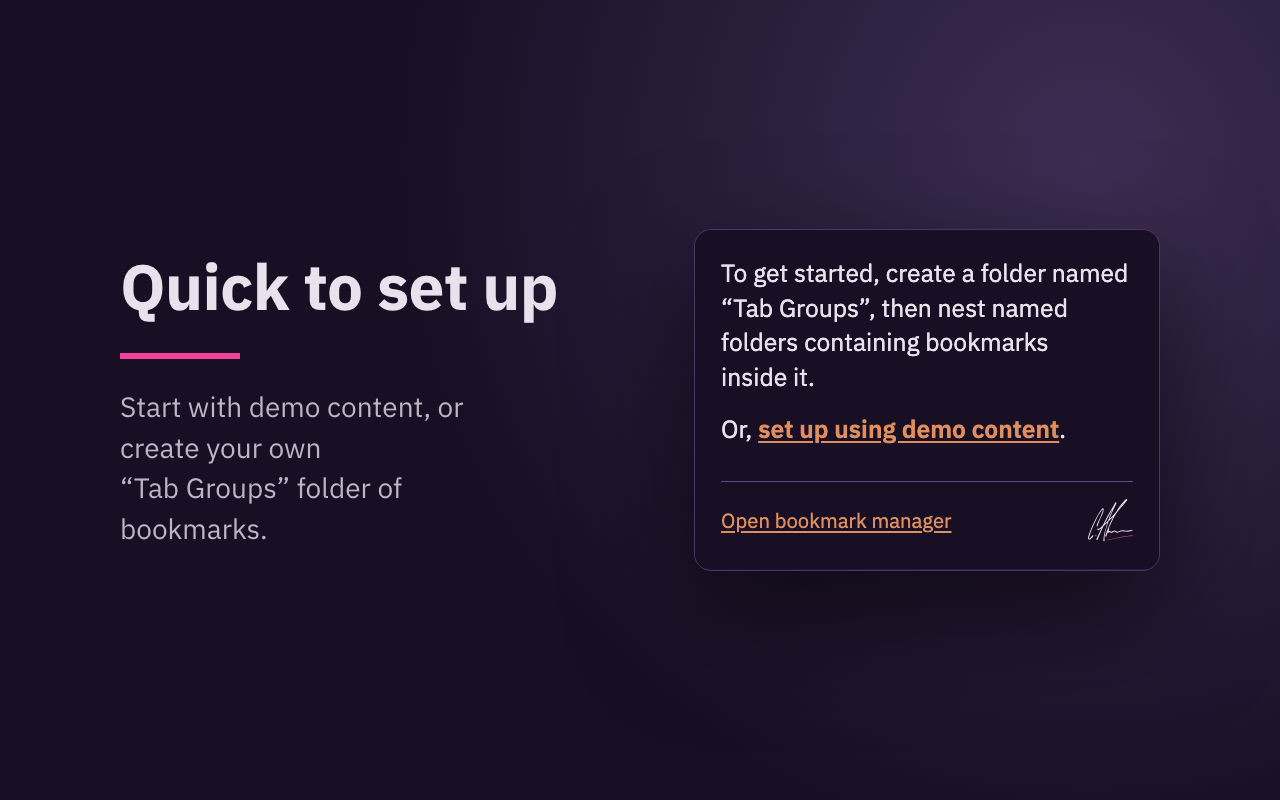 Quick to set up
Start with demo content, or
create your own
“Tab Groups” folder of
bookmarks.
To get started, create a folder named
“Tab Groups”, then nest named
folders containing bookmarks
inside it.
Or, set up using demo content.
Open bookmark manager